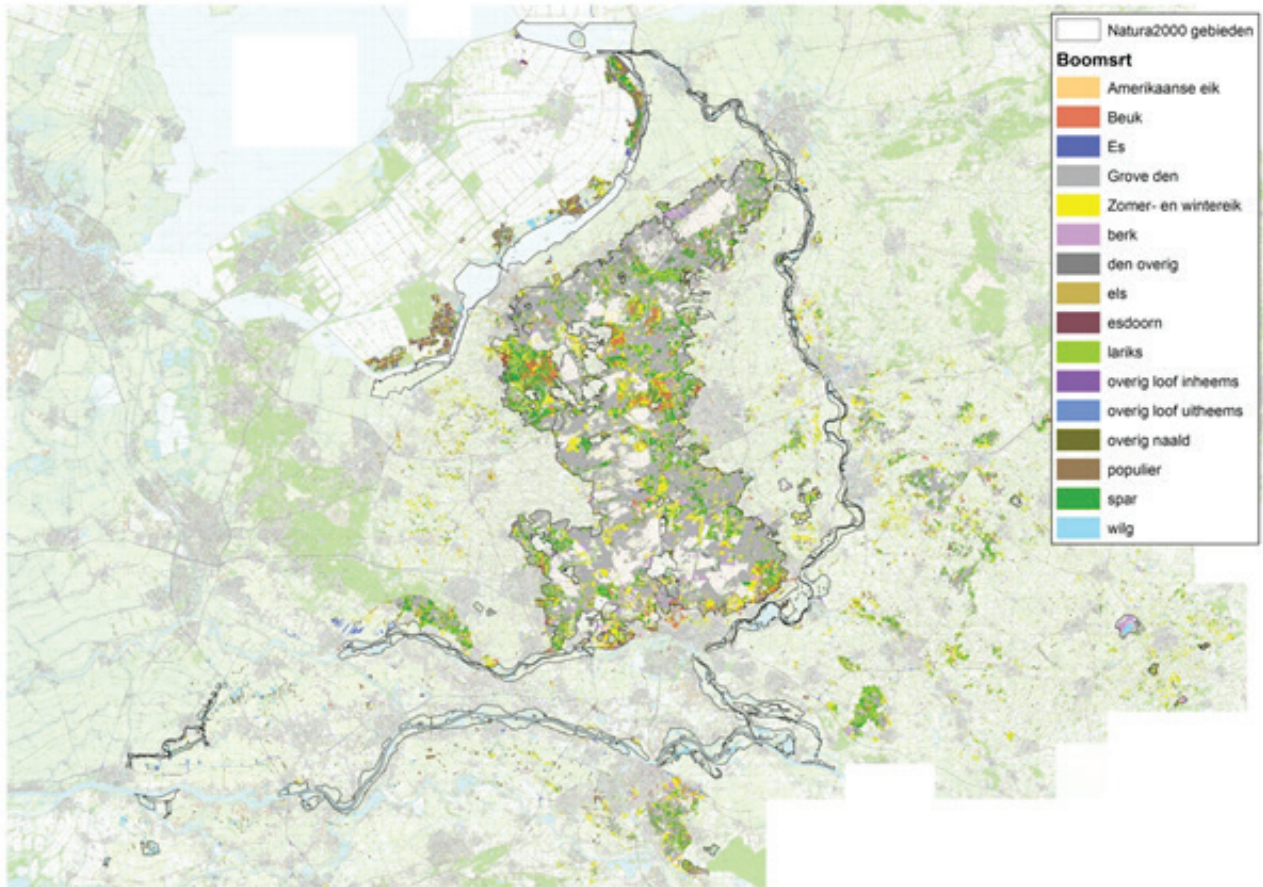 Natura2000 gebieden
Boomsrt
Amerikaanse eik
Beuk
Es
Grove den
Zomer- en wintereik
berk
den overig
els
esdoorn
lariks
overig loof inheems
overig loof uitheems
overig naald
populier
spar
wilg